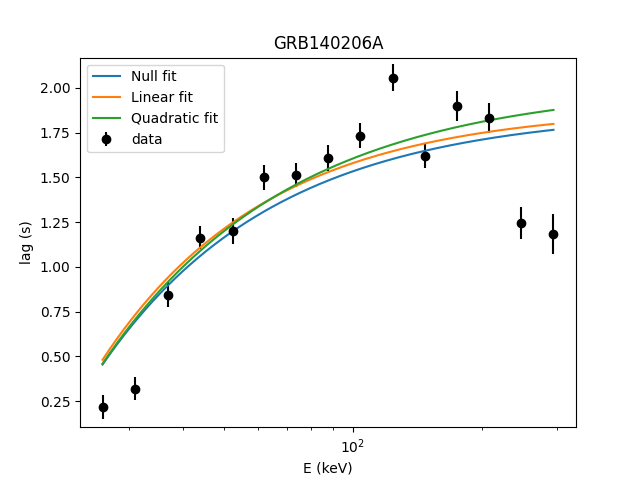 GRB140206A
Null fit
Linear fit
Quadratic fit
data
2.00
1.75
1.50
1.25
1.00
0.75
0.50
0.25
lag (s)
10²
E (keV)